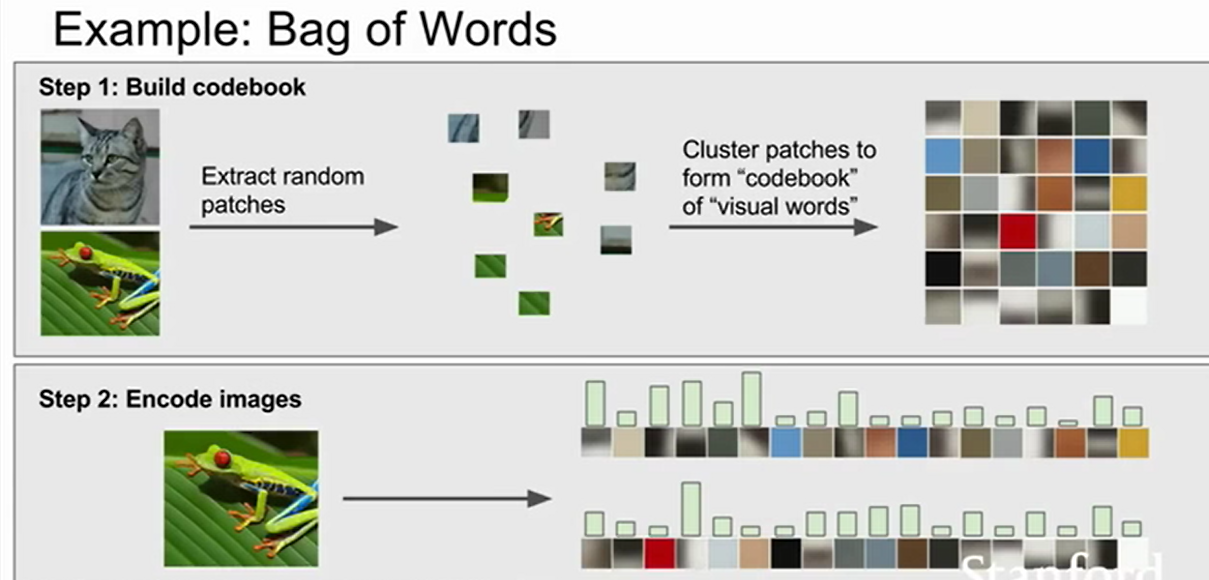 Example: Bag of Words
Step 1: Build codebook
Extract random
patches
Cluster patches to
form “codebook”
of “visual words”
Step 2: Encode images
Stanford